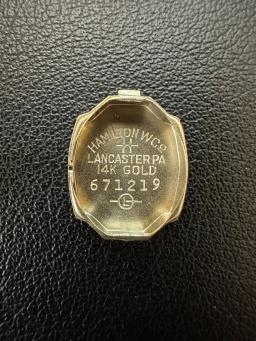 HAMILTON W.Co
H
LANCASTER PA
14K GOLD
671219